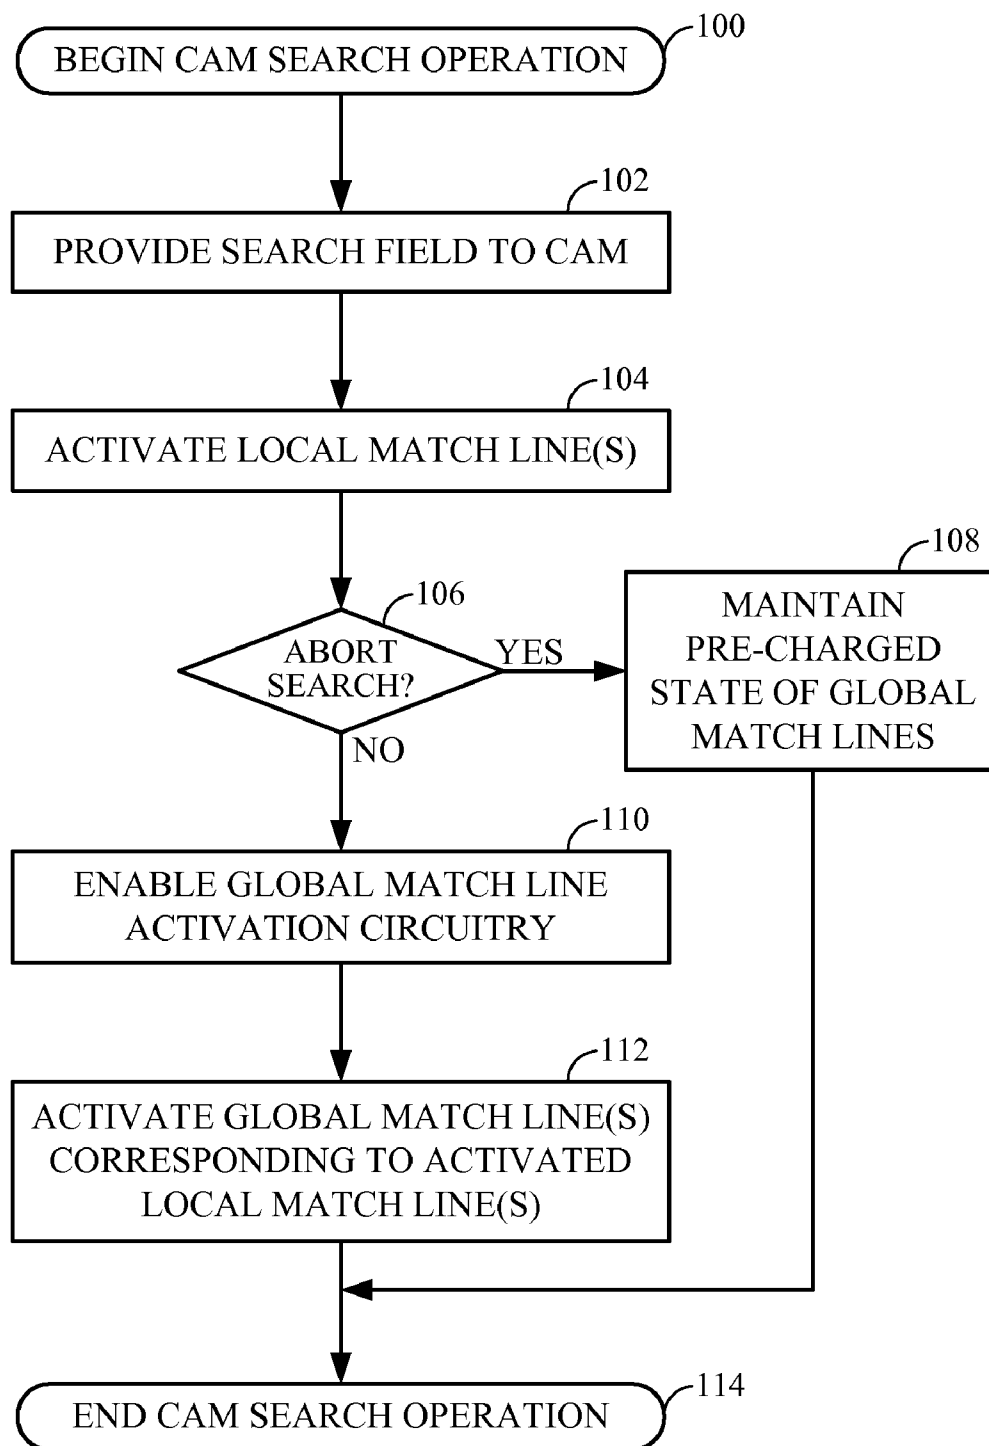 100
BEGIN CAM SEARCH OPERATION
102
PROVIDE SEARCH FIELD TO CAM
104
ACTIVATE LOCAL MATCH LINE(S)
106
ABORT
SEARCH?
YES
NO
108
MAINTAIN
PRE-CHARGED
STATE OF GLOBAL
MATCH LINES
110
ENABLE GLOBAL MATCH LINE
ACTIVATION CIRCUITRY
112
ACTIVATE GLOBAL MATCH LINE(S)
CORRESPONDING TO ACTIVATED
LOCAL MATCH LINE(S)
114
END CAM SEARCH OPERATION